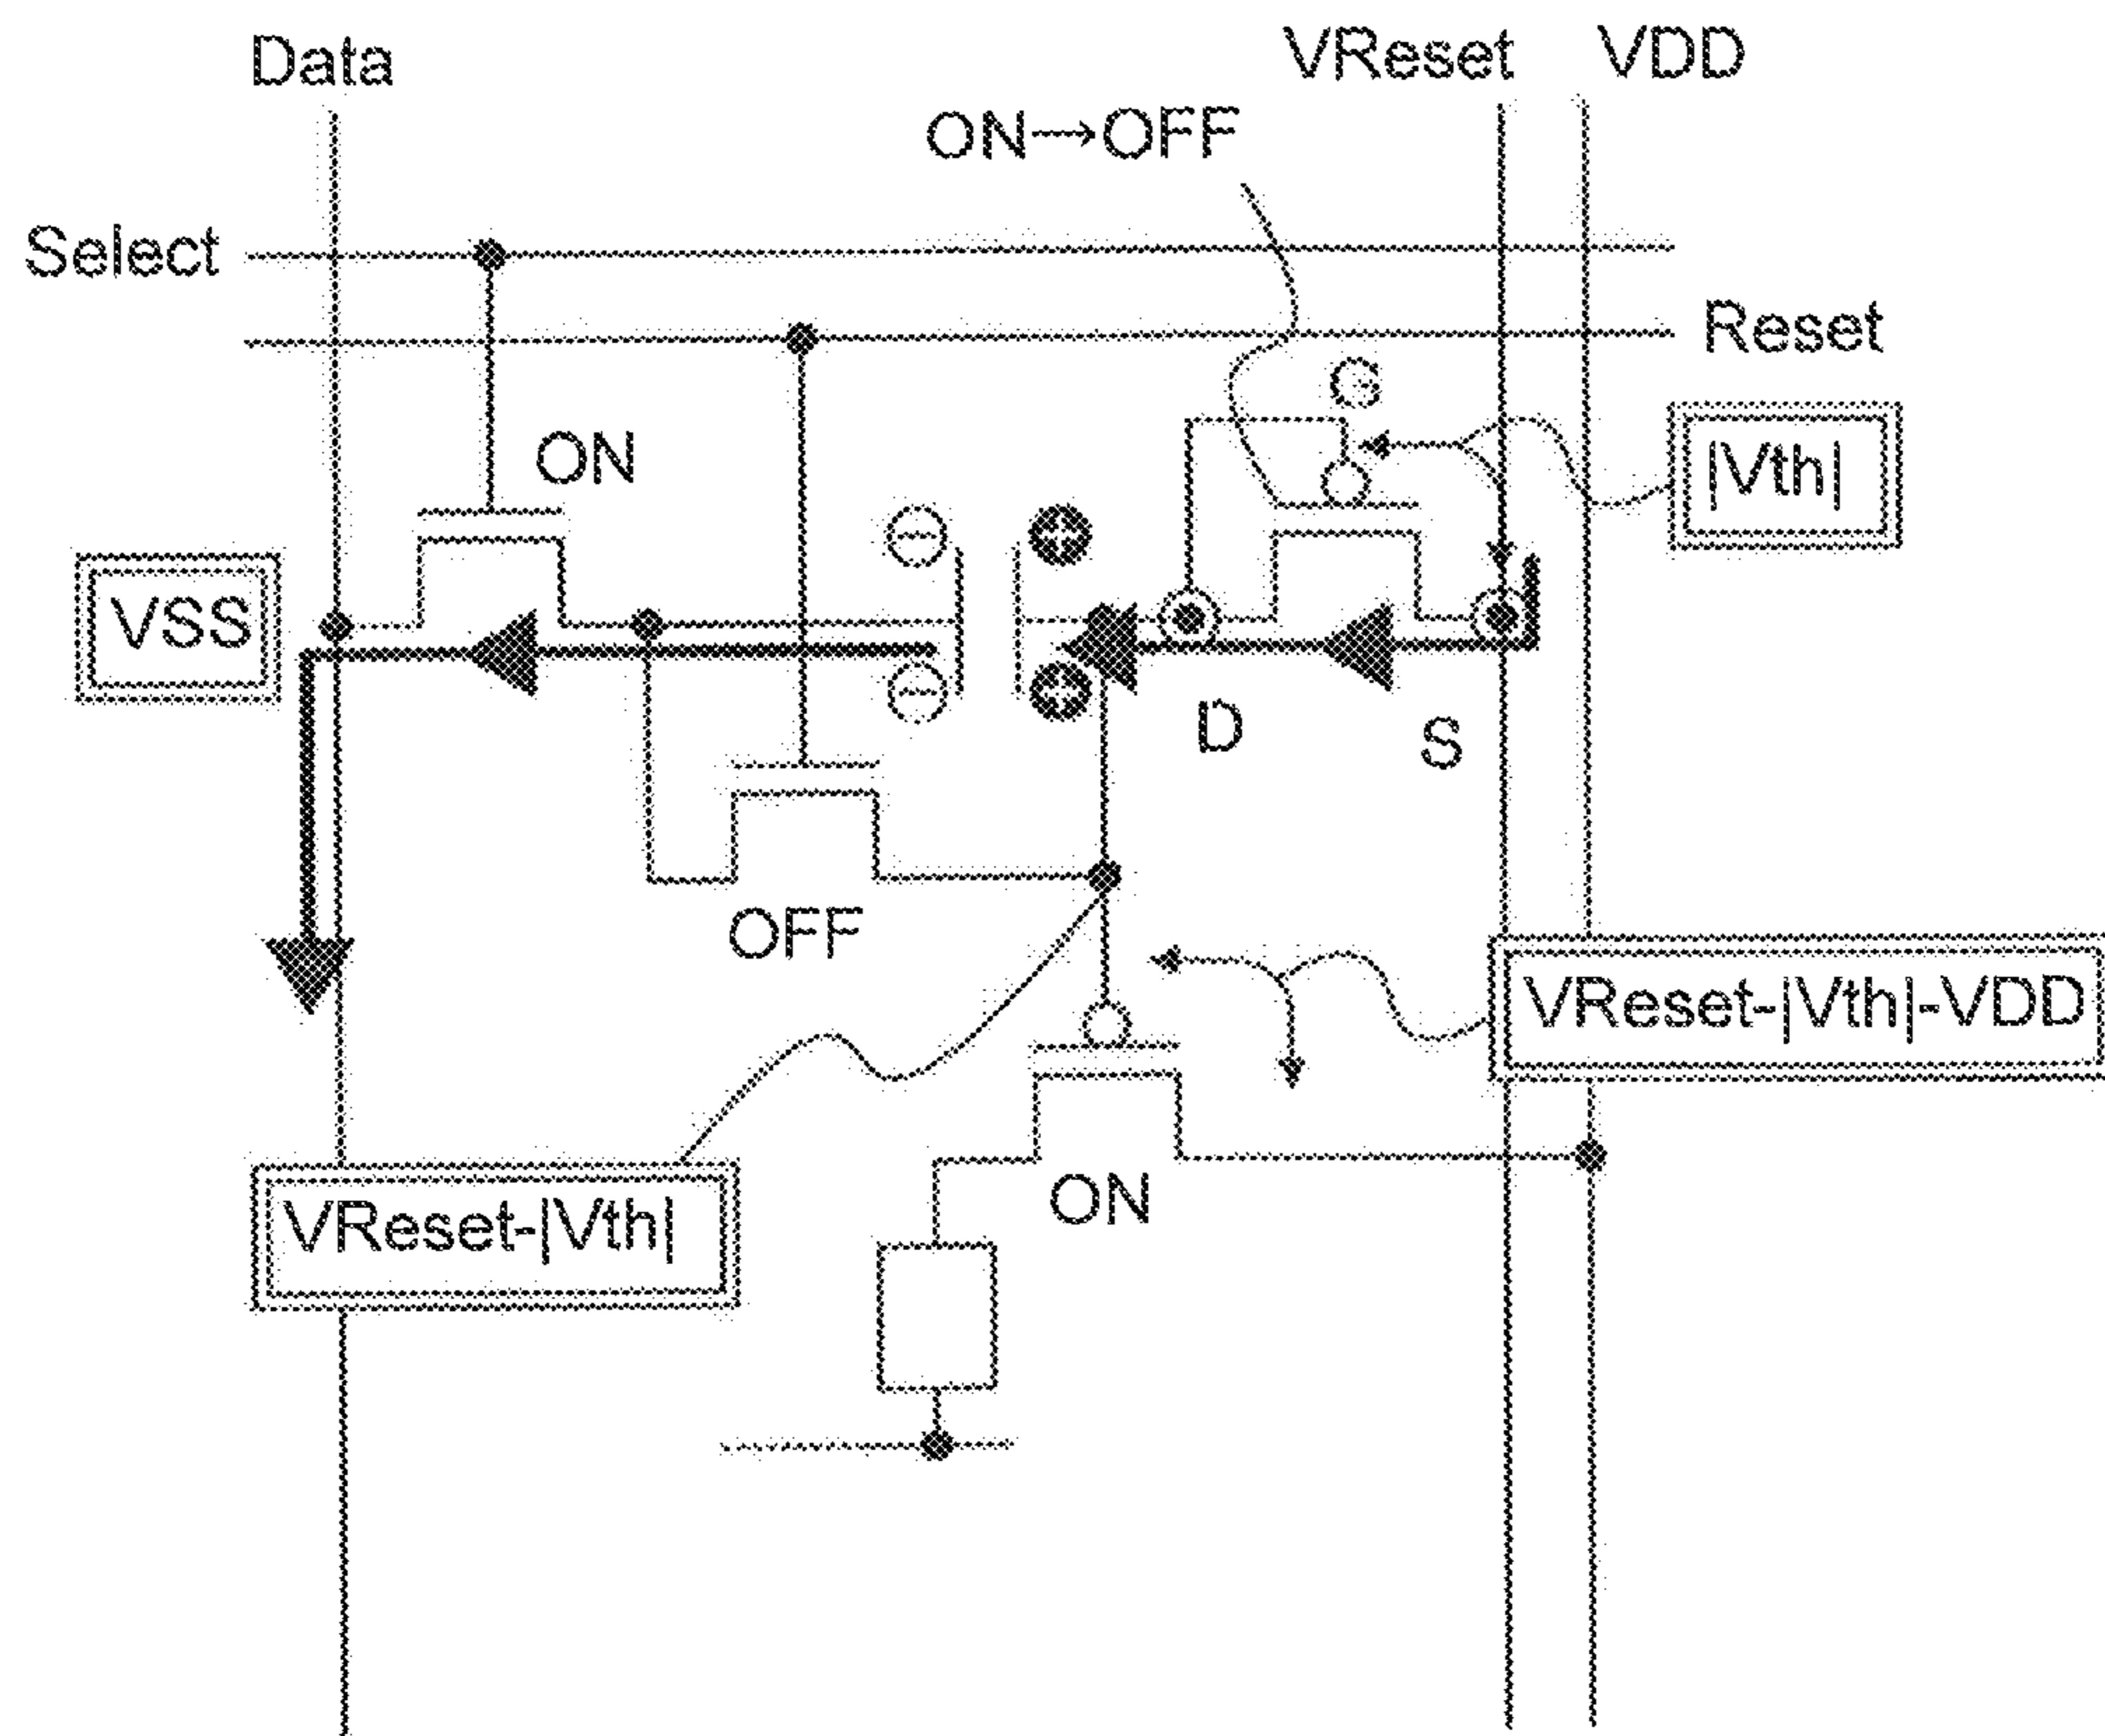 Data
VReset
VDD
ON→OFF
Select
Reset
G
|Vth|
ON
VSS
D
S
OFF
VReset-|Vth|-VDD
VReset-|Vth|
ON